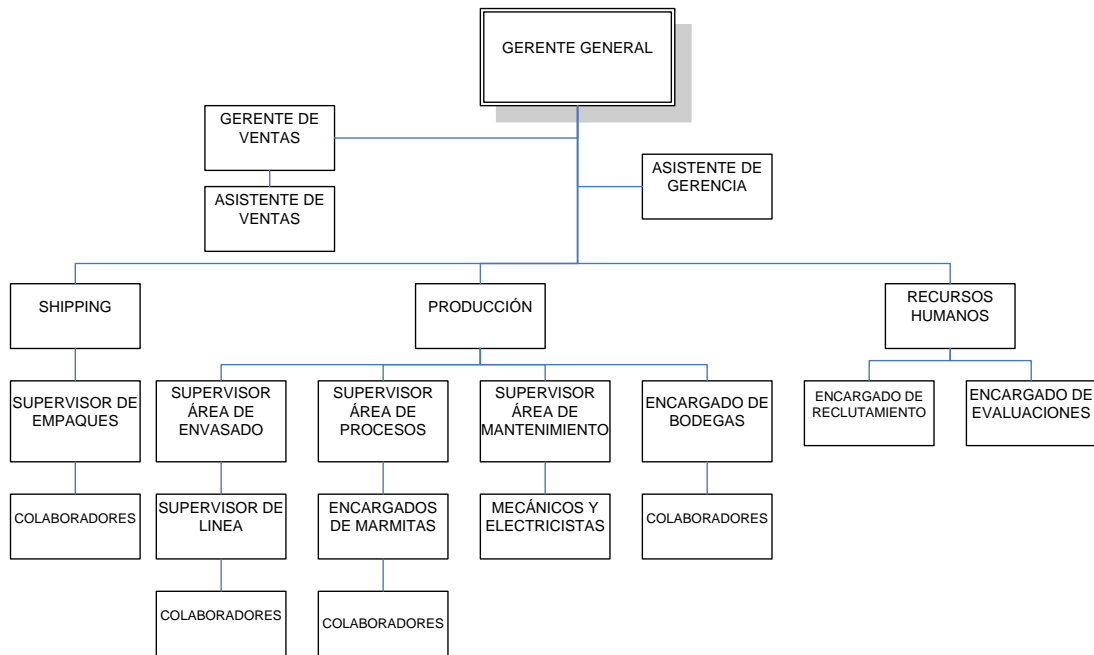 GERENTE GENERAL
GERENTE DE
VENTAS
ASISTENTE DE
GERENCIA
ASISTENTE DE
VENTAS
SHIPPING
PRODUCCIÓN
RECURSOS
HUMANOS
SUPERVISOR DE
EMPAQUES
SUPERVISOR
ÁREA DE
ENVASADO
SUPERVISOR
ÁREA DE
PROCESOS
SUPERVISOR
ÁREA DE
MANTENIMIENTO
ENCARGADO DE
BODEGAS
ENCARGADO DE
RECLUTAMIENTO
ENCARGADO DE
EVALUACIONES
COLABORADORES
SUPERVISOR DE
LINEA
ENCARGADOS
DE MARMITAS
MECÁNICOS Y
ELECTRICISTAS
COLABORADORES
COLABORADORES
COLABORADORES